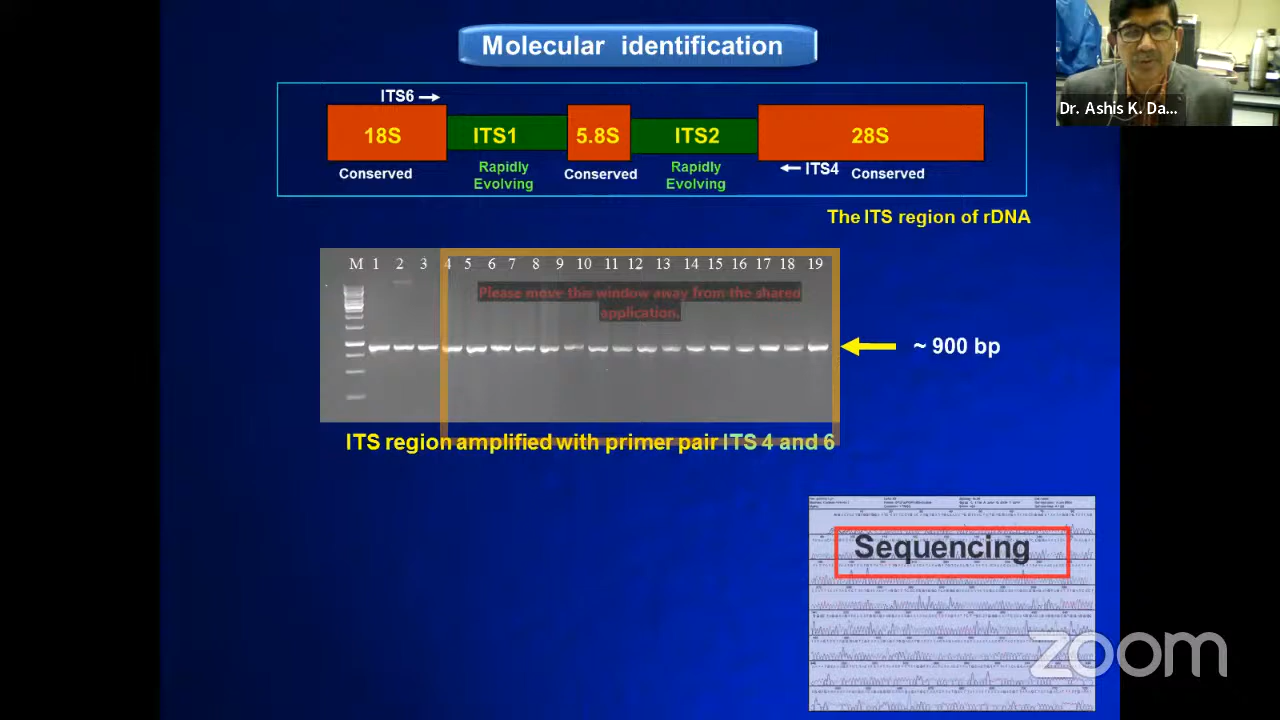 Molecular identification
Dr. Ashis K. Da...
ITS6
18S
ITS1
5.8S
ITS2
28S
Conserved
Rapidly
Evolving
Conserved
Rapidly
Evolving
ITS4
Conserved
The ITS region of rDNA
M 1 2 3 4 5 6 7 8 9 10 11 12 13 14 15 16 17 18 19
Please move this window away from the shared
application.
~ 900 bp
ITS region amplified with primer pair ITS 4 and 6
Sequencing
zoom